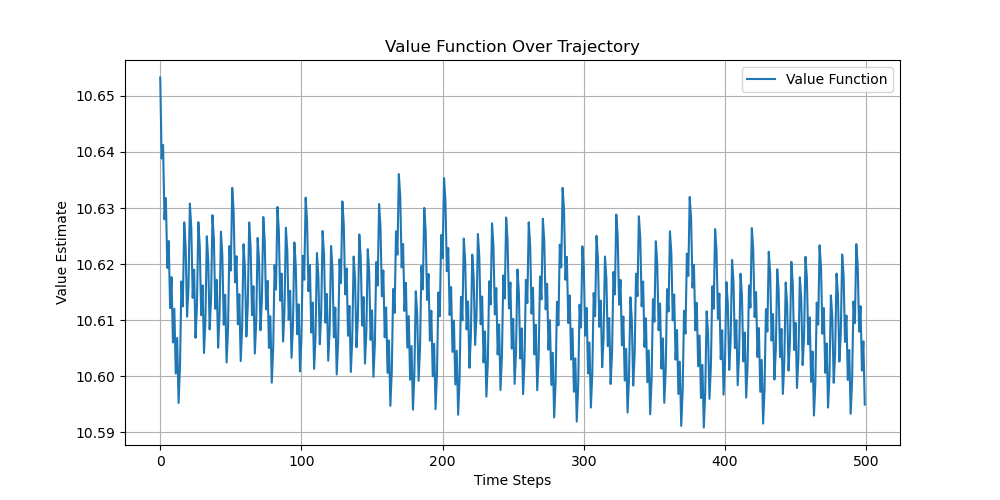 Value Function Over Trajectory
Value Function
Value Estimate
10.65
10.64
10.63
10.62
10.61
10.60
10.59
0 100 200 300 400 500
Time Steps